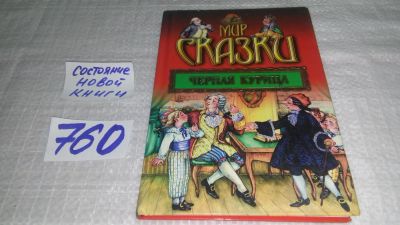 МИР
СКАЗКИ
ЧЕРНАЯ КУРИЦА
СОСТОЯНИЕ
НОВОЙ
КНИГИ
760